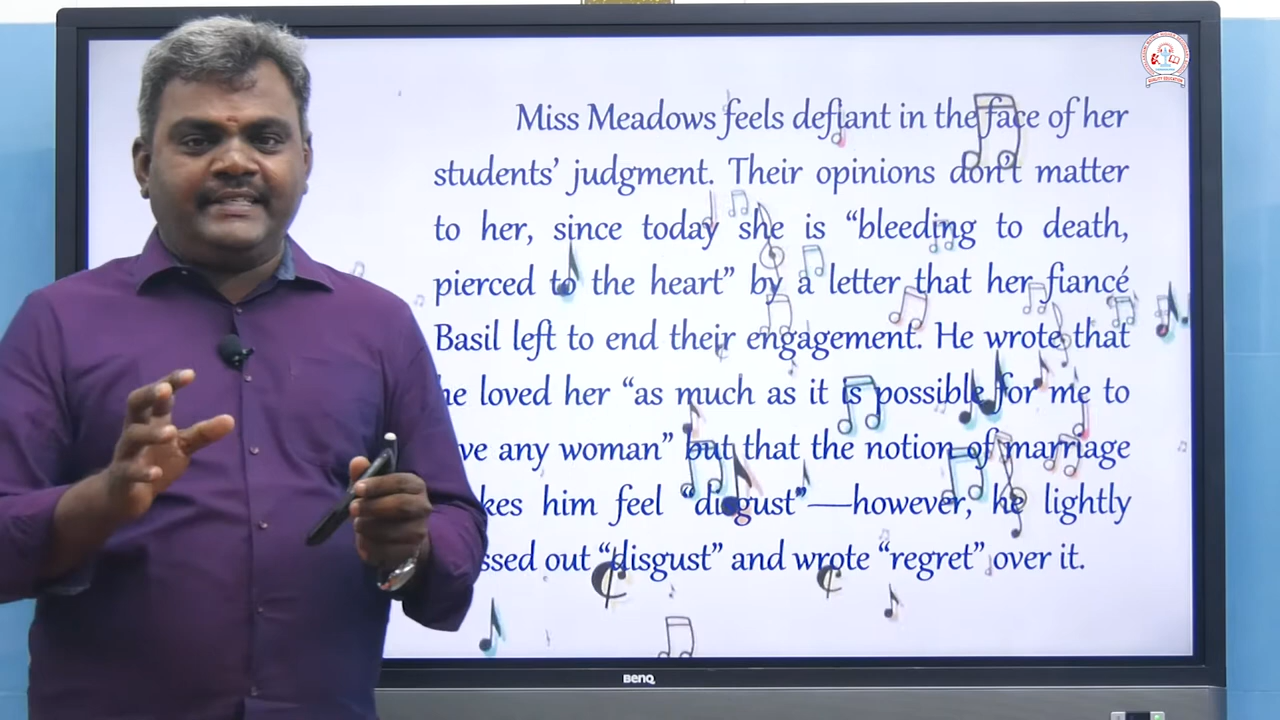 Miss Meadows feels defiant in the face of her
students’ judgment. Their opinions don't matter
to her, since today she is “bleeding to death,
pierced to the heart” by a letter that her fiancé
Basil left to end their engagement. He wrote that
he loved her “as much as it is possible for me to
any woman” but that the notion of marriage
him feel “disgust”—however, he lightly
out “disgust” and wrote “regret” over it.
BenQ